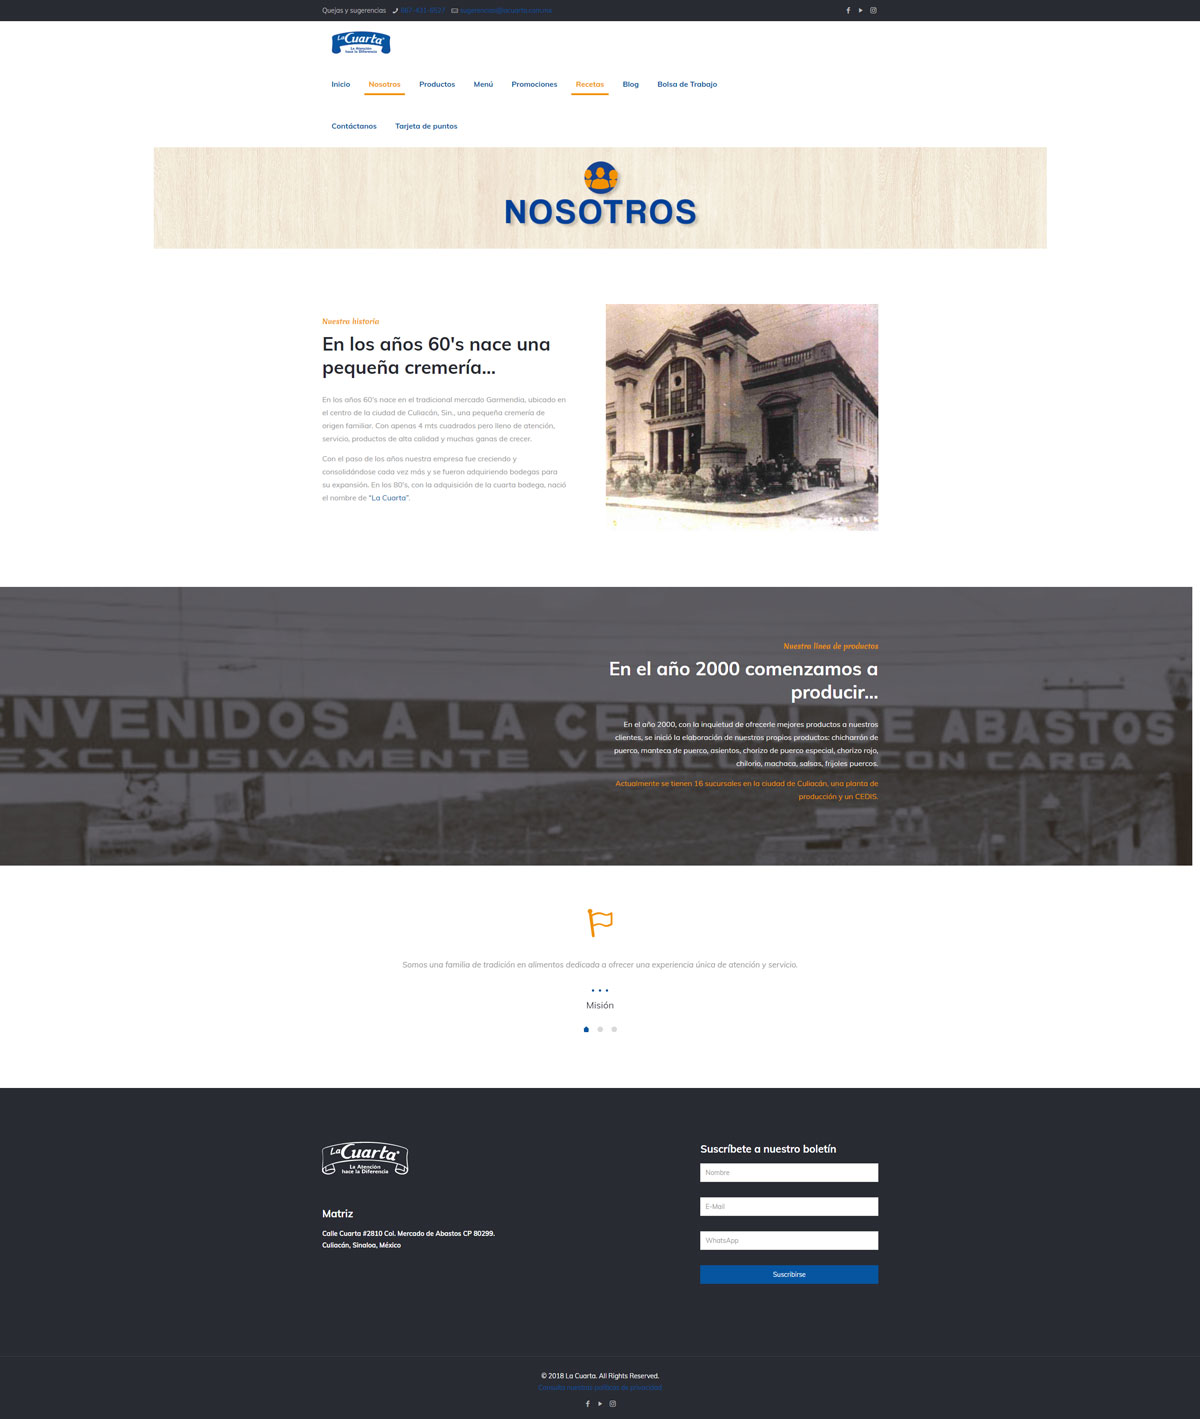 Quejas y sugerencias 667-431-6527 sugerencias@lacuarta.com.mx
La Cuarta
La Atención
hace la Diferencia
Inicio Nosotros Productos Menú Promociones Recetas Blog Bolsa de Trabajo
Contáctanos Tarjeta de puntos
NOSOTROS
Nuestra historia
En los años 60's nace una
pequeña cremería...
En los años 60's nace en el tradicional mercado Garmendia, ubicado en
el centro de la ciudad de Culiacán, Sin., una pequeña cremería de
origen familiar. Con apenas 4 mts cuadrados pero lleno de atención,
servicio, productos de alta calidad y muchas ganas de crecer.
Con el paso de los años nuestra empresa fue creciendo y
consolidándose cada vez más y se fueron adquiriendo bodegas para
su expansión. En los 80's, con la adquisición de la cuarta bodega, nació
el nombre de "La Cuarta".
Nuestra línea de productos
En el año 2000 comenzamos a
producir...
En el año 2000, con la inquietud de ofrecerle mejores productos a nuestros
clientes, se inició la elaboración de nuestros propios productos: chicharrón de
puerco, manteca de puerco, asientos, chorizo de puerco especial, chorizo rojo,
chilorio, machaca, salsas, frijoles puercos.
Actualmente se tienen 16 sucursales en la ciudad de Culiacán, una planta de
producción y un CEDIS.
ENVENIDOS A LA CENTRAL DE ABASTO
EXCLUSIVAMENTE VEHICULOS CON CARGA
Somos una familia de tradición en alimentos dedicada a ofrecer una experiencia única de atención y servicio.
Misión
La Cuarta
La Atención
hace la Diferencia
Matriz
Calle Cuarta #2810 Col. Mercado de Abastos CP 80299.
Culiacán, Sinaloa, México
Suscríbete a nuestro boletín
Nombre
E-Mail
WhatsApp
Suscribirse
© 2018 La Cuarta. All Rights Reserved.
Consulta nuestras políticas de privacidad